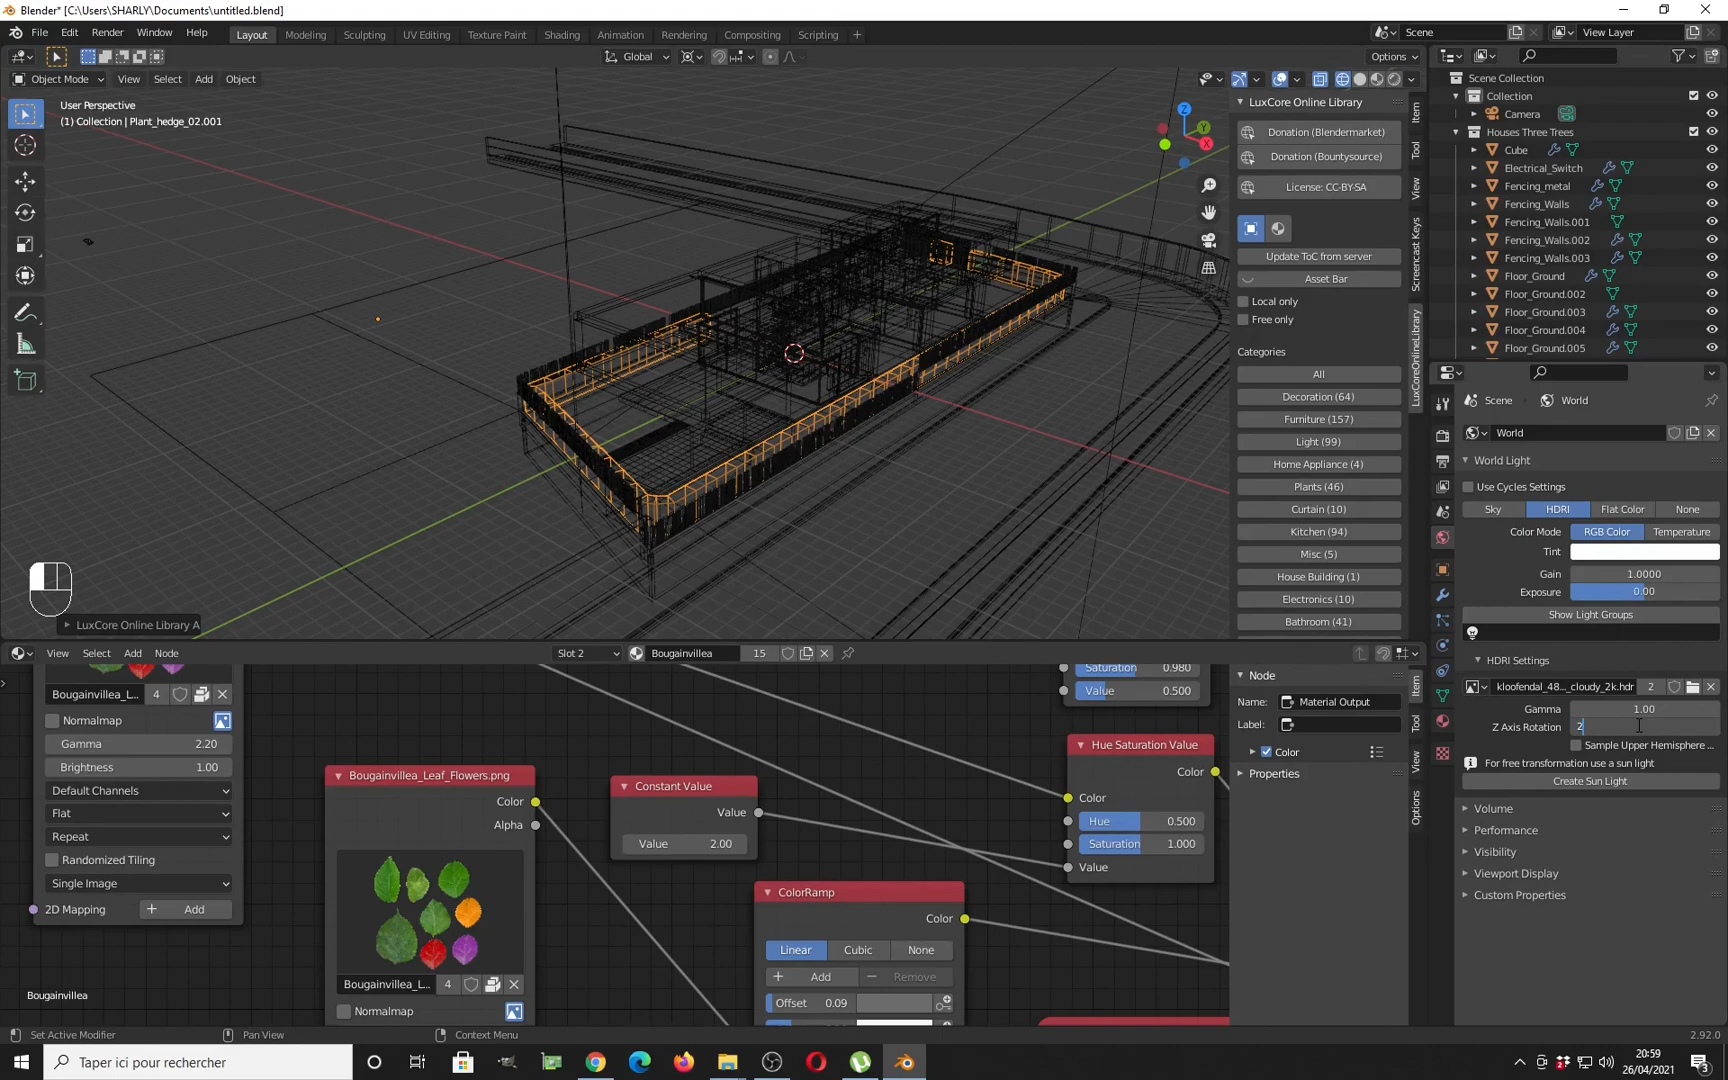 Blender* [C:\Users\SHARLY\Documents\untitled.blend]
File Edit Render Window Help
Layout Modeling Sculpting UV Editing Texture Paint Shading Animation Rendering Compositing Scripting +
Scene View Layer
Global Options
Object Mode View Select Add Object
User Perspective
(1) Collection | Plant_hedge_02.001
Z
Y
X
LuxCore Online Library
Donation (Blendermarket)
Donation (Bountysource)
License: CC-BY-SA
Update ToC from server
Asset Bar
Local only
Free only
Categories
All
Decoration (64)
Furniture (157)
Light (99)
Home Appliance (4)
Plants (46)
Curtain (10)
Kitchen (94)
Misc (5)
House Building (1)
Electronics (10)
Bathroom (41)
Item
Tool
View
Screencast Keys
LuxCoreOnlineLibrary
LuxCore Online Library A
Scene Collection
Collection
Camera
Houses Three Trees
Cube
Electrical_Switch
Fencing_metal
Fencing_Walls
Fencing_Walls.001
Fencing_Walls.002
Fencing_Walls.003
Floor_Ground
Floor_Ground.002
Floor_Ground.003
Floor_Ground.004
Floor_Ground.005
Scene World
World
World Light
Use Cycles Settings
Sky HDRI Flat Color None
Color Mode RGB Color Temperature
Tint
Gain 1.0000
Exposure 0.00
Show Light Groups
HDRI Settings
kloofendal_48..._cloudy_2k.hdr 2
Gamma 1.00
Z Axis Rotation 2
Sample Upper Hemisphere ...
For free transformation use a sun light
Create Sun Light
Volume
Performance
Visibility
Viewport Display
Custom Properties
View Select Add Node Slot 2 Bougainvillea 15
Bougainvillea_L... 4
Normalmap
Gamma 2.20
Brightness 1.00
Default Channels
Flat
Repeat
Randomized Tiling
Single Image
2D Mapping + Add
Bougainvillea
Bougainvillea_Leaf_Flowers.png
Color
Alpha
Bougainvillea_L... 4
Normalmap
Constant Value
Value
Value 2.00
ColorRamp
Color
Linear Cubic None
+ Add — Remove
Offset 0.09
Saturation 0.980
Value 0.500
Hue Saturation Value
Color
Color
Hue 0.500
Saturation 1.000
Value
Node
Name: Material Output
Label:
Color
Properties
Item
Tool
View
Options
Set Active Modifier Pan View Context Menu 2.92.0
Taper ici pour rechercher
20:59
26/04/2021
3